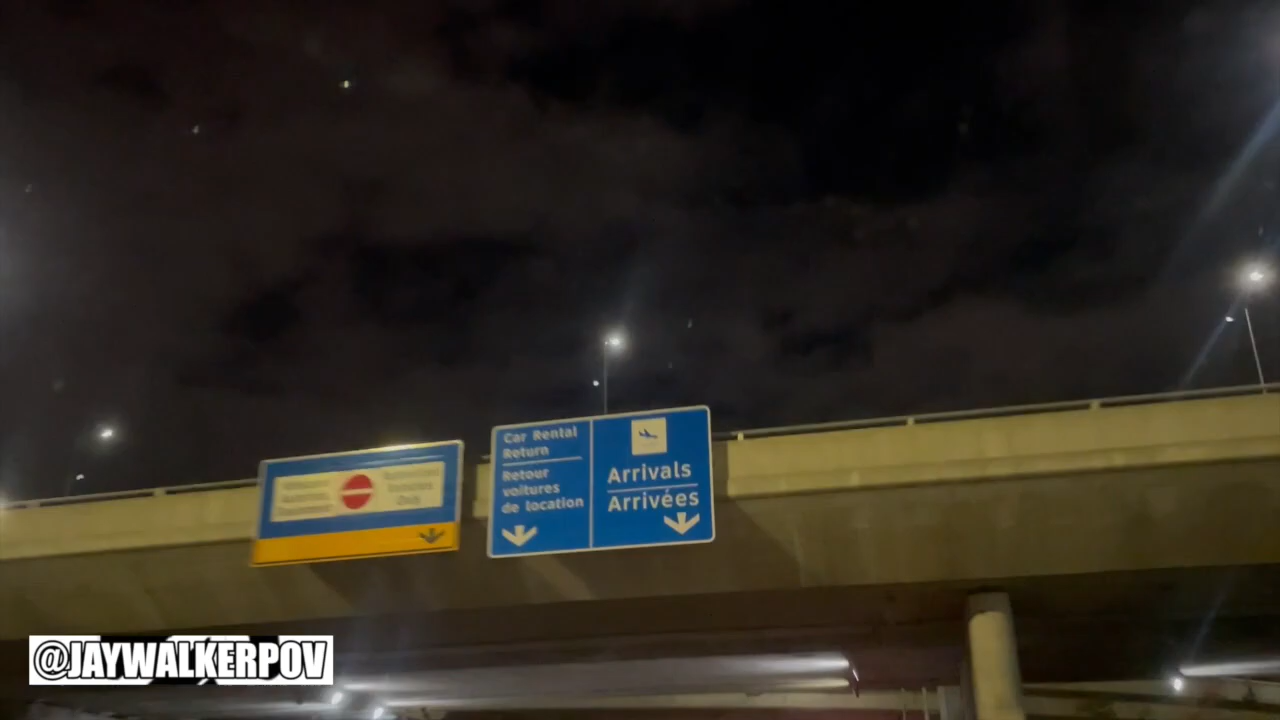 Car Rental
Return
Retour
voitures
de location
Arrivals
Arrivées
@JAYWALKERPOV